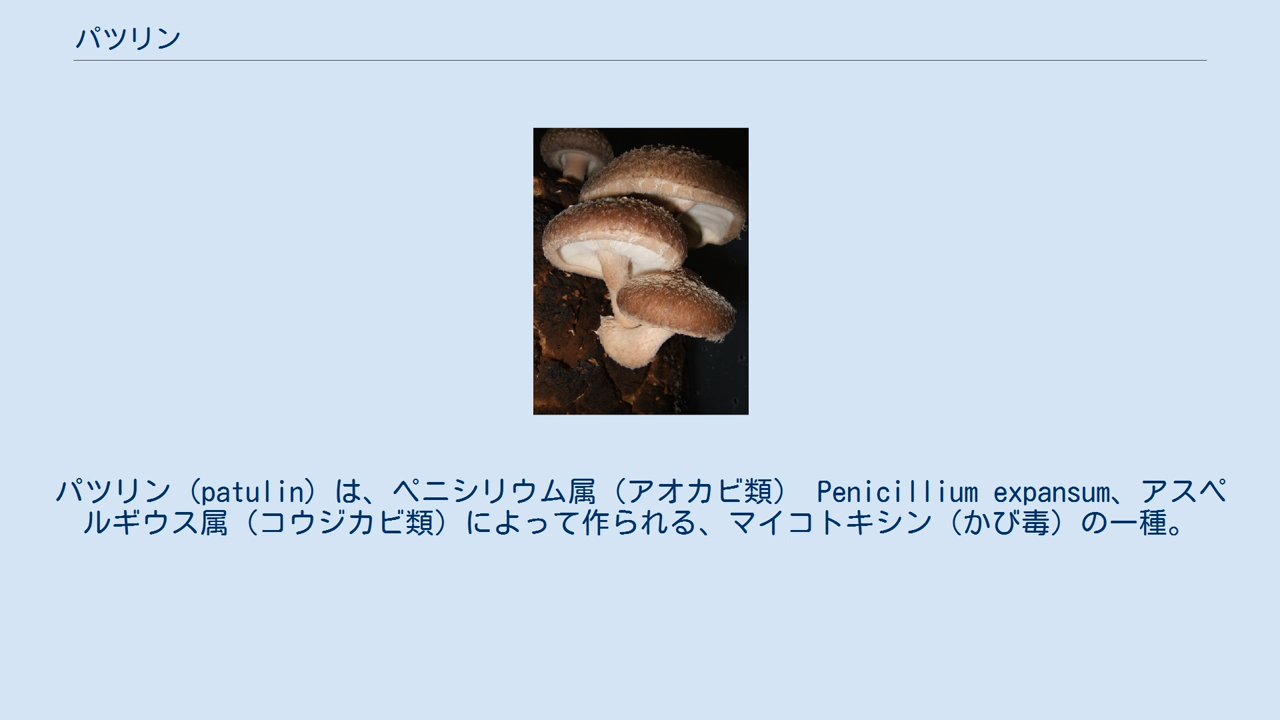 パツリン
パツリン（patulin）は、ペニシリウム属（アオカビ類） Penicillium expansum、アスペ
ルギウス属（コウジカビ類）によって作られる、マイコトキシン（かび毒）の一種。